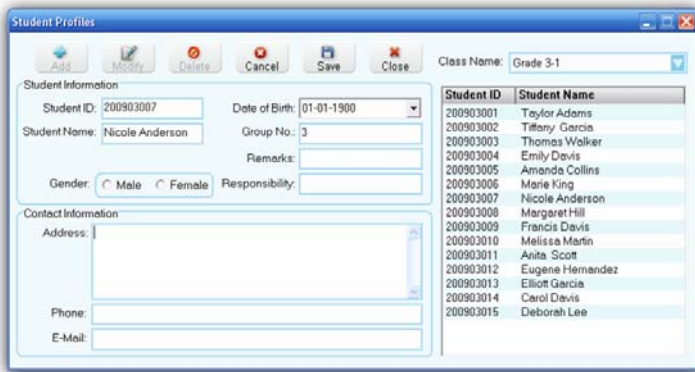 Student Profiles
Add Modify Delete Cancel Save Close
Class Name: Grade 3-1
Student Information
Student ID: 200903007 Date of Birth: 01-01-1900
Student Name: Nicole Anderson Group No.: 3
Remarks:
Gender: Male Female Responsibility:
Contact Information
Address:
Phone:
E-Mail:
Student ID Student Name
200903001 Taylor Adams
200903002 Tiffany Garcia
200903003 Thomas Walker
200903004 Emily Davis
200903005 Amanda Collins
200903006 Marie King
200903007 Nicole Anderson
200903008 Margaret Hill
200903009 Francis Davis
200903010 Melissa Martin
200903011 Anita Scott
200903012 Eugene Hernandez
200903013 Elliott Garcia
200903014 Carol Davis
200903015 Deborah Lee